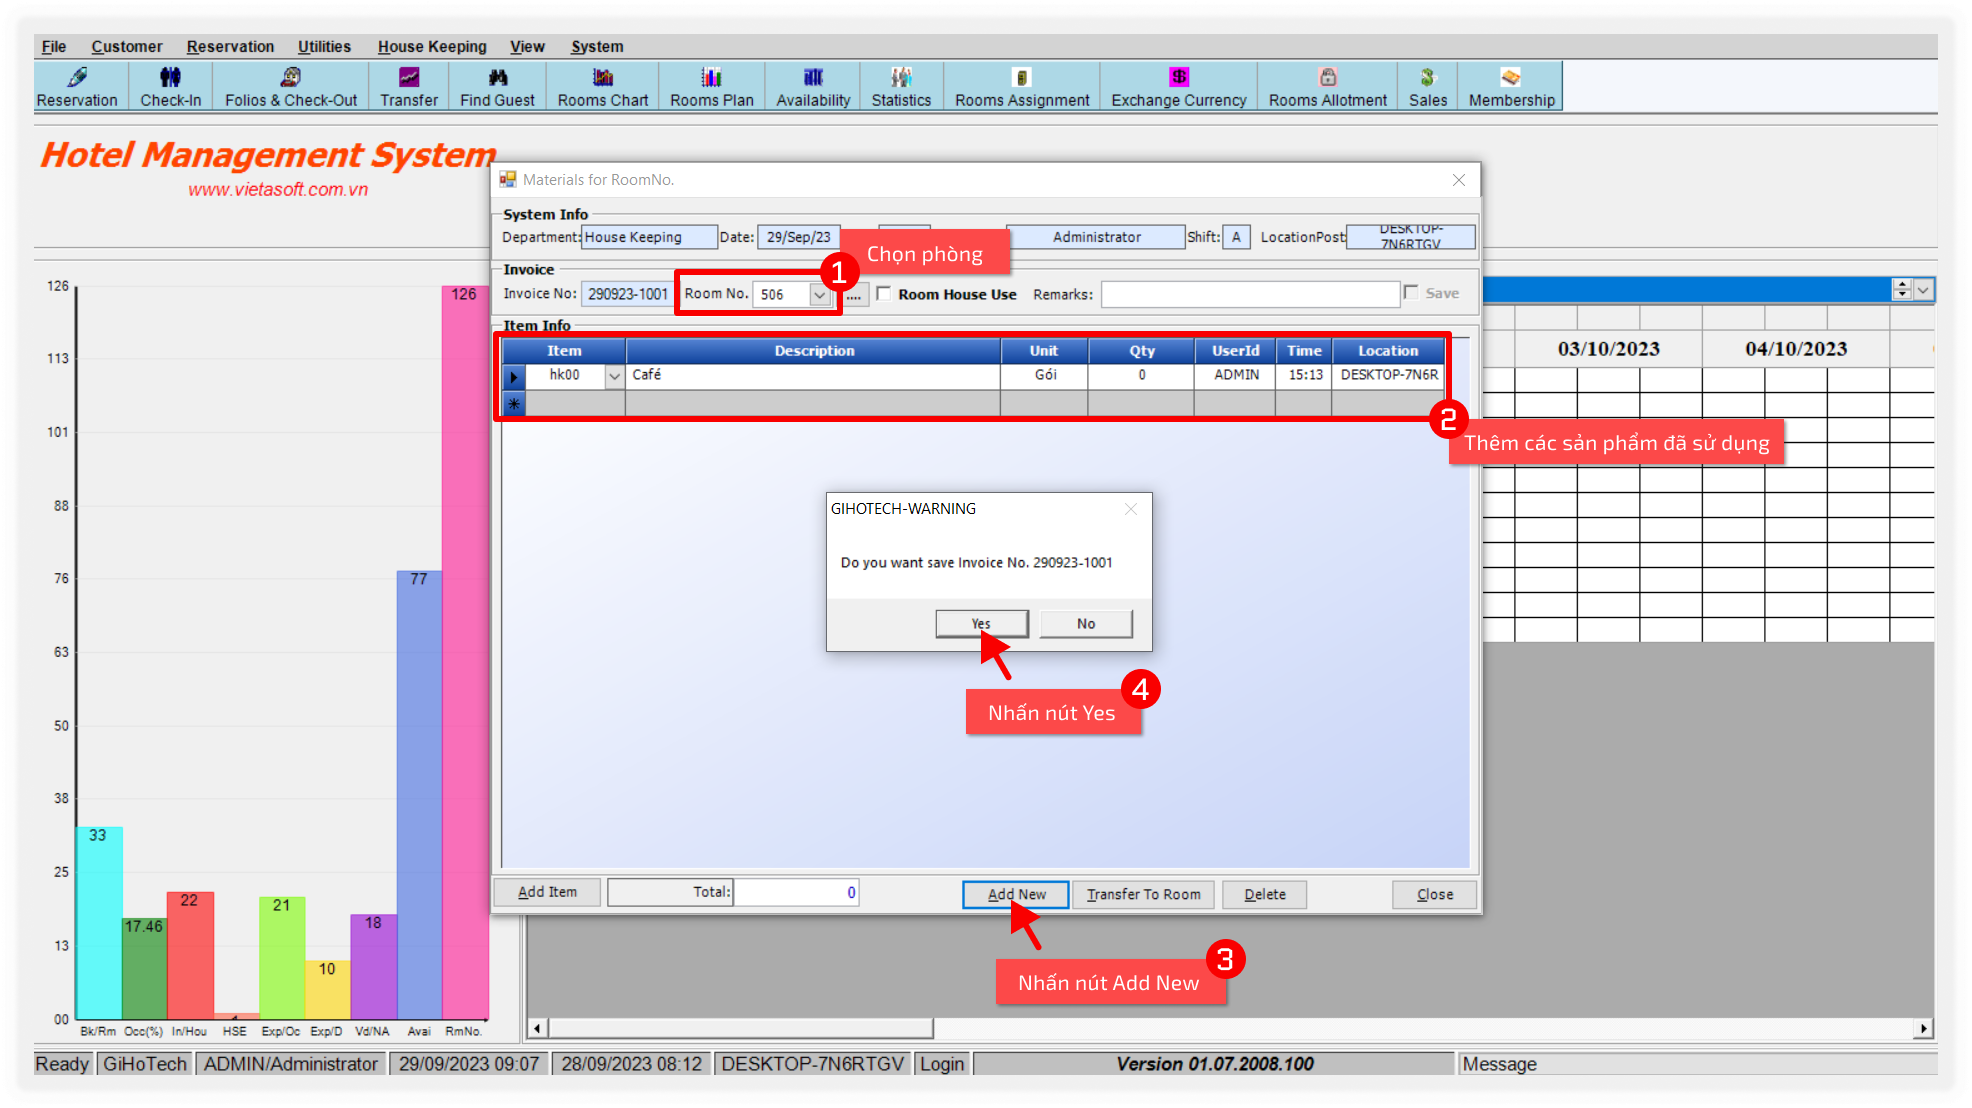 File Customer Reservation Utilities House Keeping View System
Reservation Check-In Folios & Check-Out Transfer Find Guest Rooms Chart Rooms Plan Availability Statistics Rooms Assignment Exchange Currency Rooms Allotment Sales Membership
Hotel Management System
www.vietasoft.com.vn
Materials for RoomNo.
System Info
Department: House Keeping Date: 29/Sep/23 Administrator Shift: A LocationPost: DESKTOP-7N6RTGV
Chọn phòng
1
Invoice
Invoice No: 290923-1001 Room No. 506 .... Room House Use Remarks: Save
Item Info
Item Description Unit Qty UserId Time Location
hk00 Café Gói 0 ADMIN 15:13 DESKTOP-7N6R
2
Thêm các sản phẩm đã sử dụng
03/10/2023 04/10/2023
GIHOTECH-WARNING
Do you want save Invoice No. 290923-1001
Yes No
4
Nhấn nút Yes
Add Item Total: 0 Add New Transfer To Room Delete Close
3
Nhấn nút Add New
126
113
101
88
76
63
50
38
25
13
00
33
17.46
22
21
10
18
77
126
Bk/Rm Occ(%) In/Hou HSE Exp/Oc Exp/D Vd/NA Avai RmNo.
Ready GiHoTech ADMIN/Administrator 29/09/2023 09:07 28/09/2023 08:12 DESKTOP-7N6RTGV Login Version 01.07.2008.100 Message